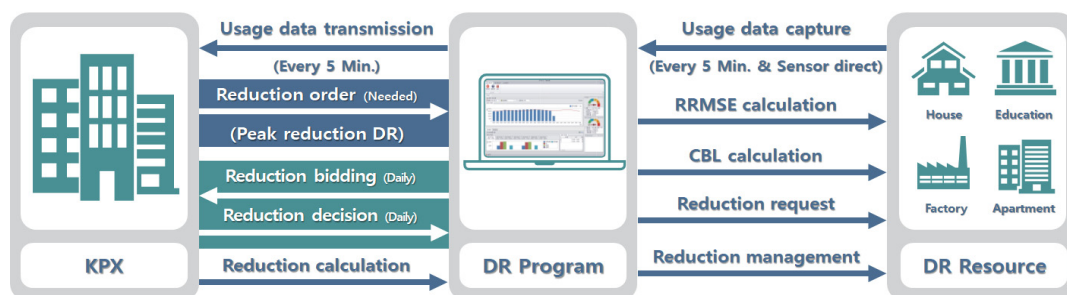 Usage data transmission
(Every 5 Min.)
Reduction order (Needed)
(Peak reduction DR)
Reduction bidding (Daily)
Reduction decision (Daily)
Reduction calculation
KPX
DR Program
Usage data capture
(Every 5 Min. & Sensor direct)
RRMSE calculation
CBL calculation
Reduction request
Reduction management
House
Education
Factory
Apartment
DR Resource